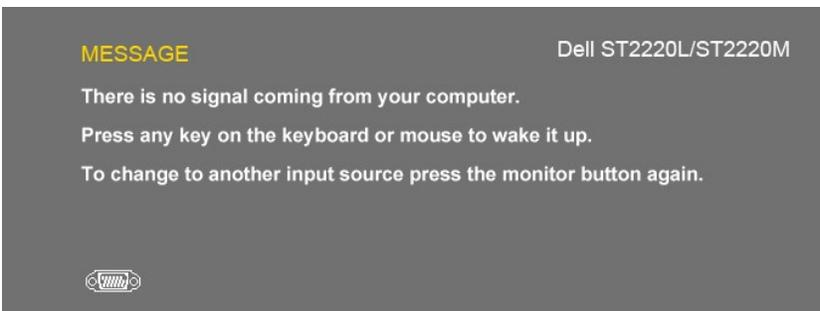 MESSAGE
Dell ST2220L/ST2220M
There is no signal coming from your computer.
Press any key on the keyboard or mouse to wake it up.
To change to another input source press the monitor button again.